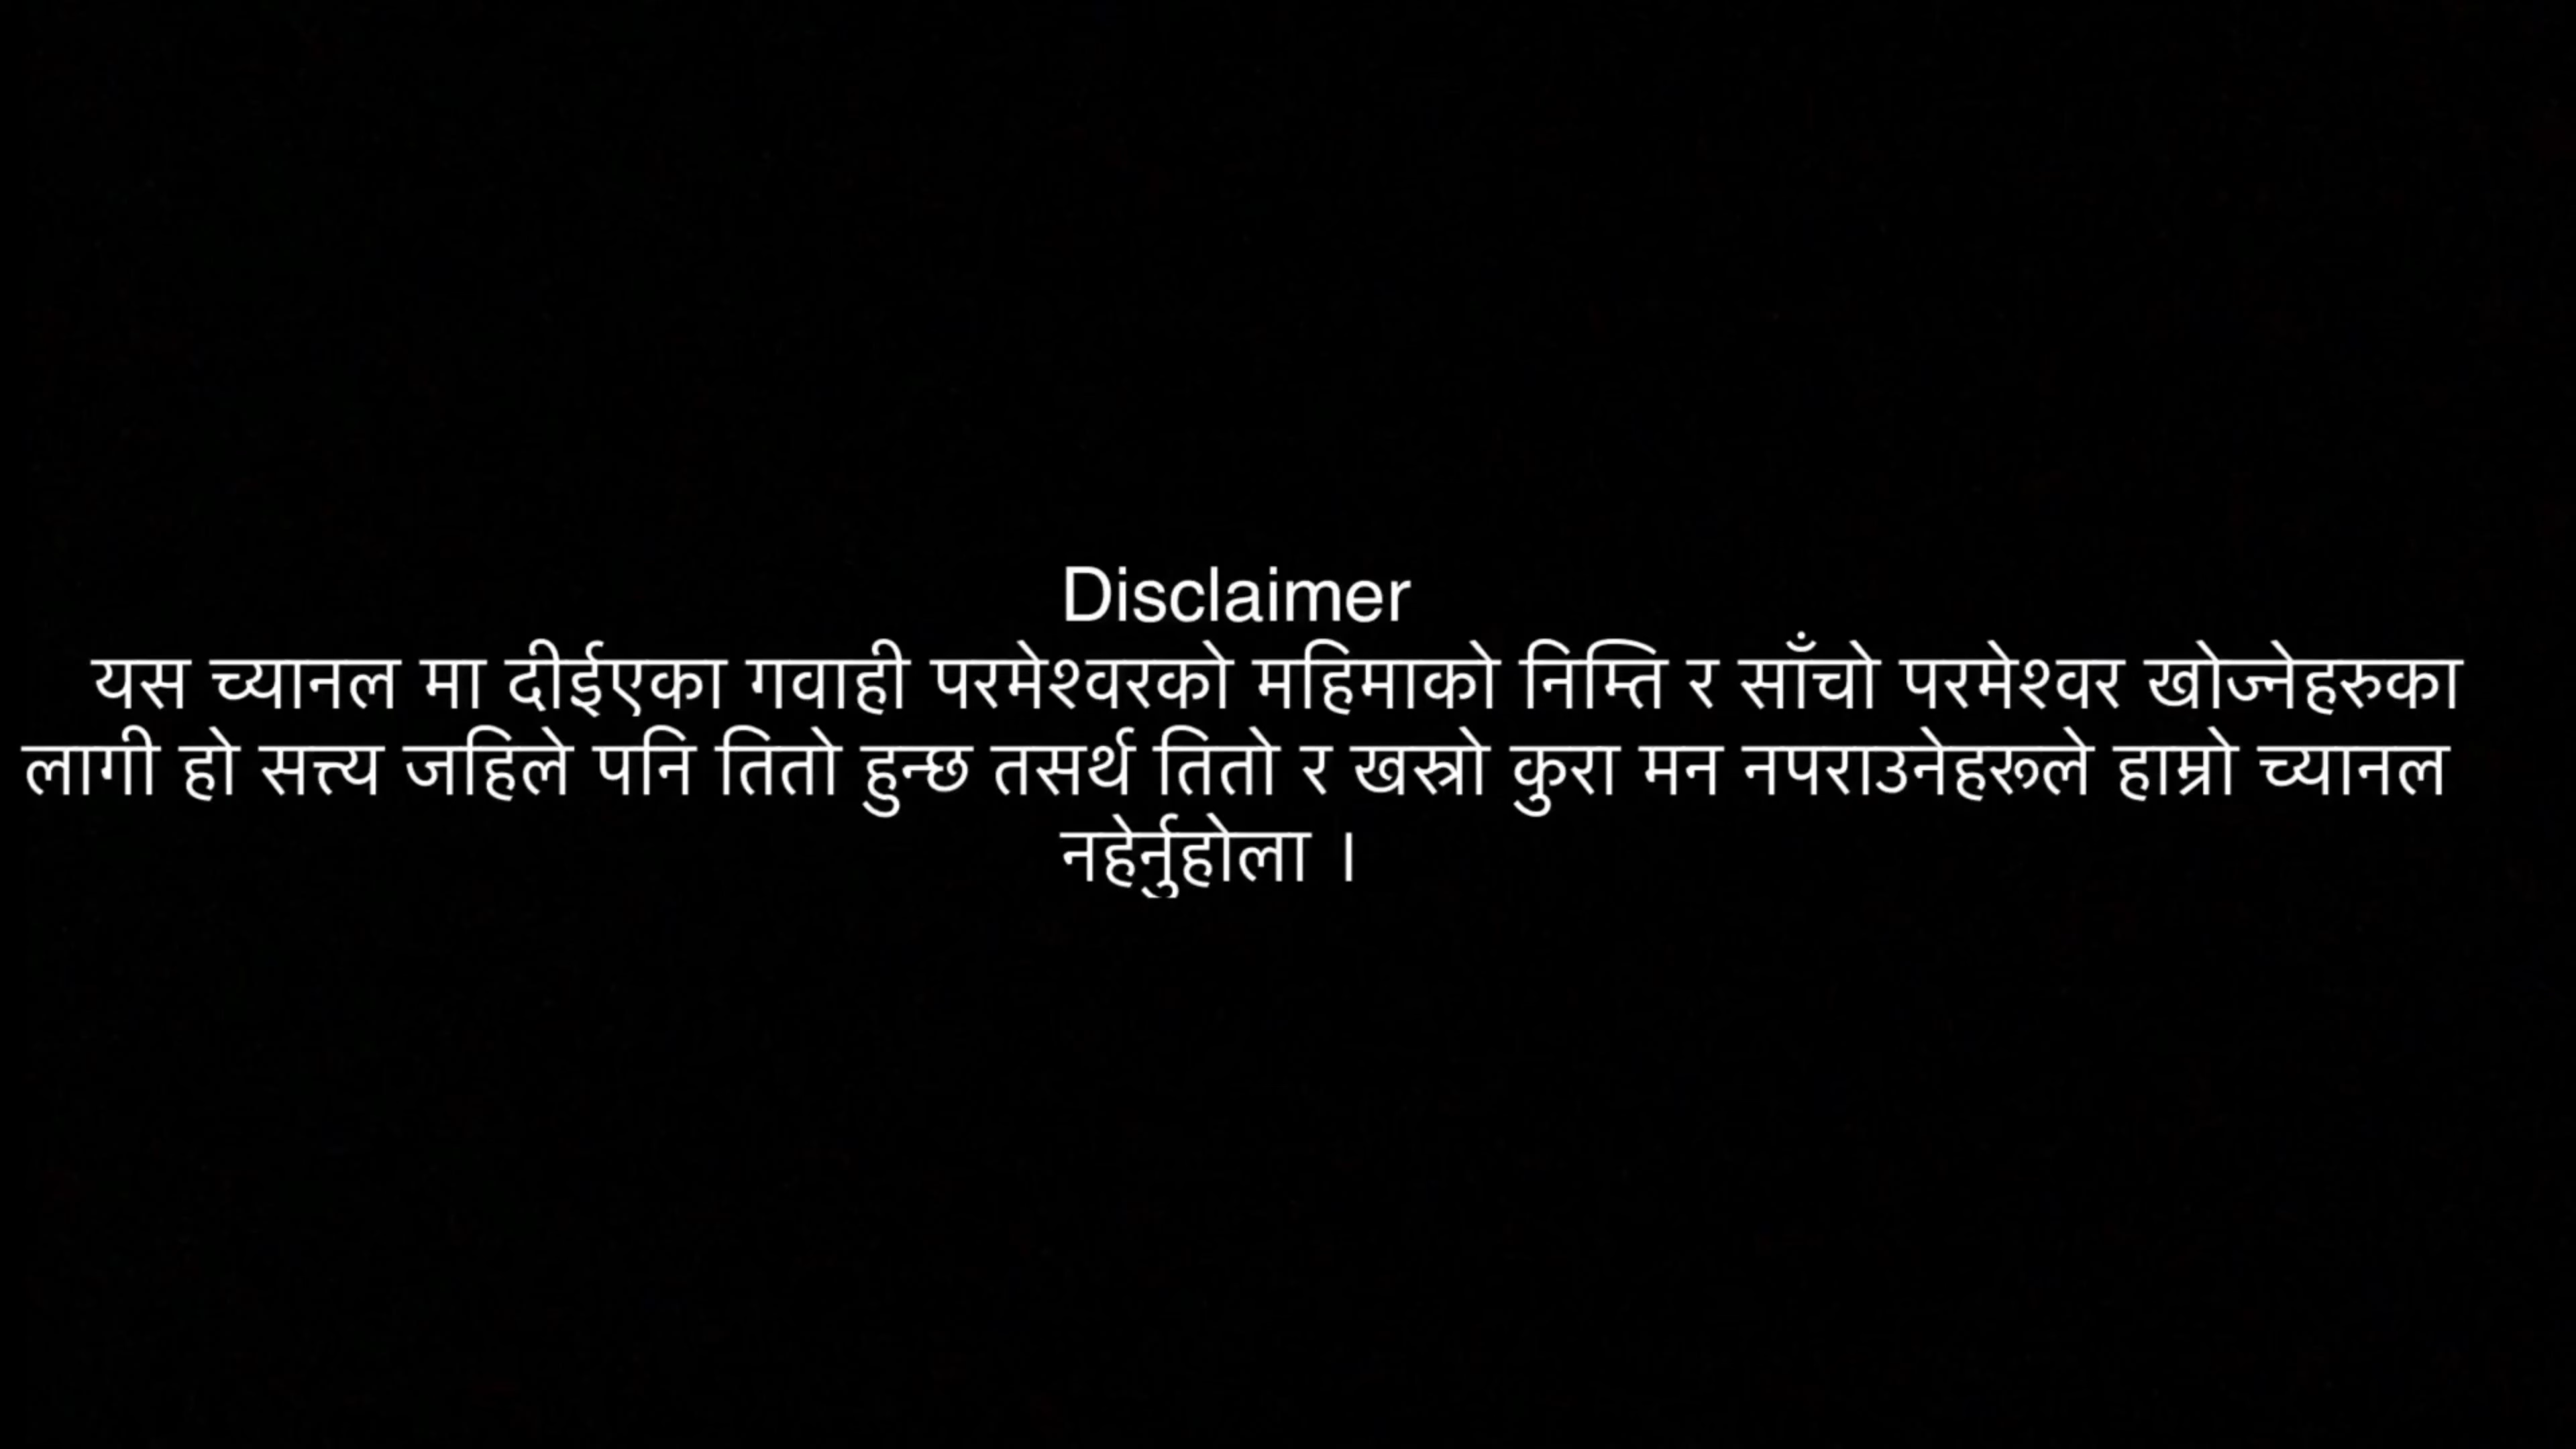 Disclaimer
यस च्यानल मा दीईएका गवाही परमेश्वरको महिमाको निम्ति र साँचो परमेश्वर खोज्नेहरुका
लागी हो सत्त्य जहिले पनि तितो हुन्छ तसर्थ तितो र खस्रो कुरा मन नपराउनेहरूले हाम्रो च्यानल
नहेर्नुहोला ।